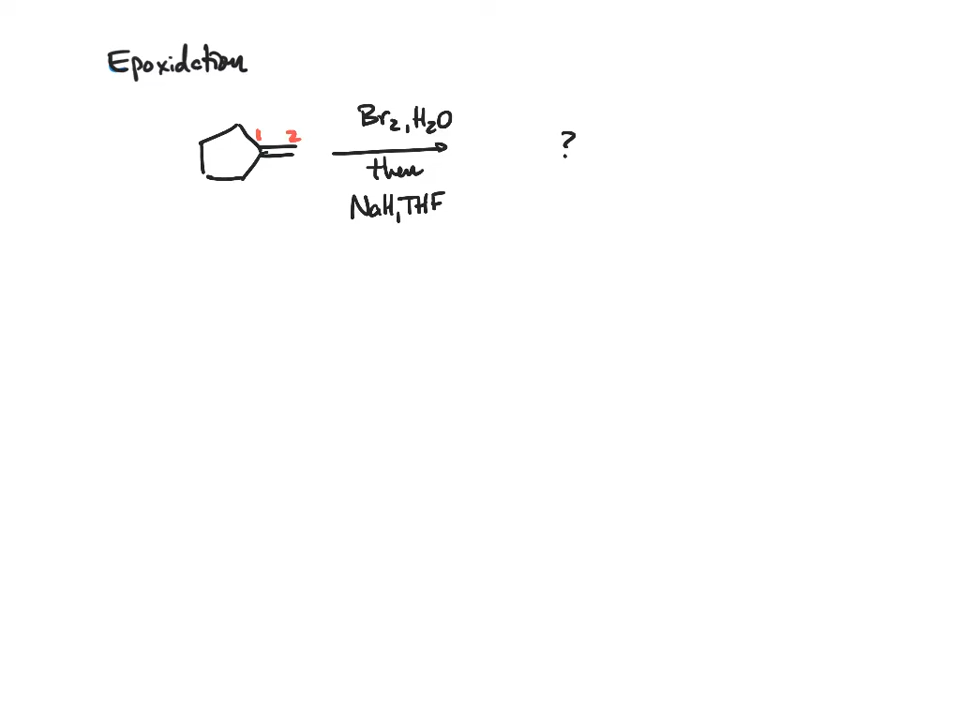 Epoxidation
1 2
Br2, H2O
?
then
NaH, THF